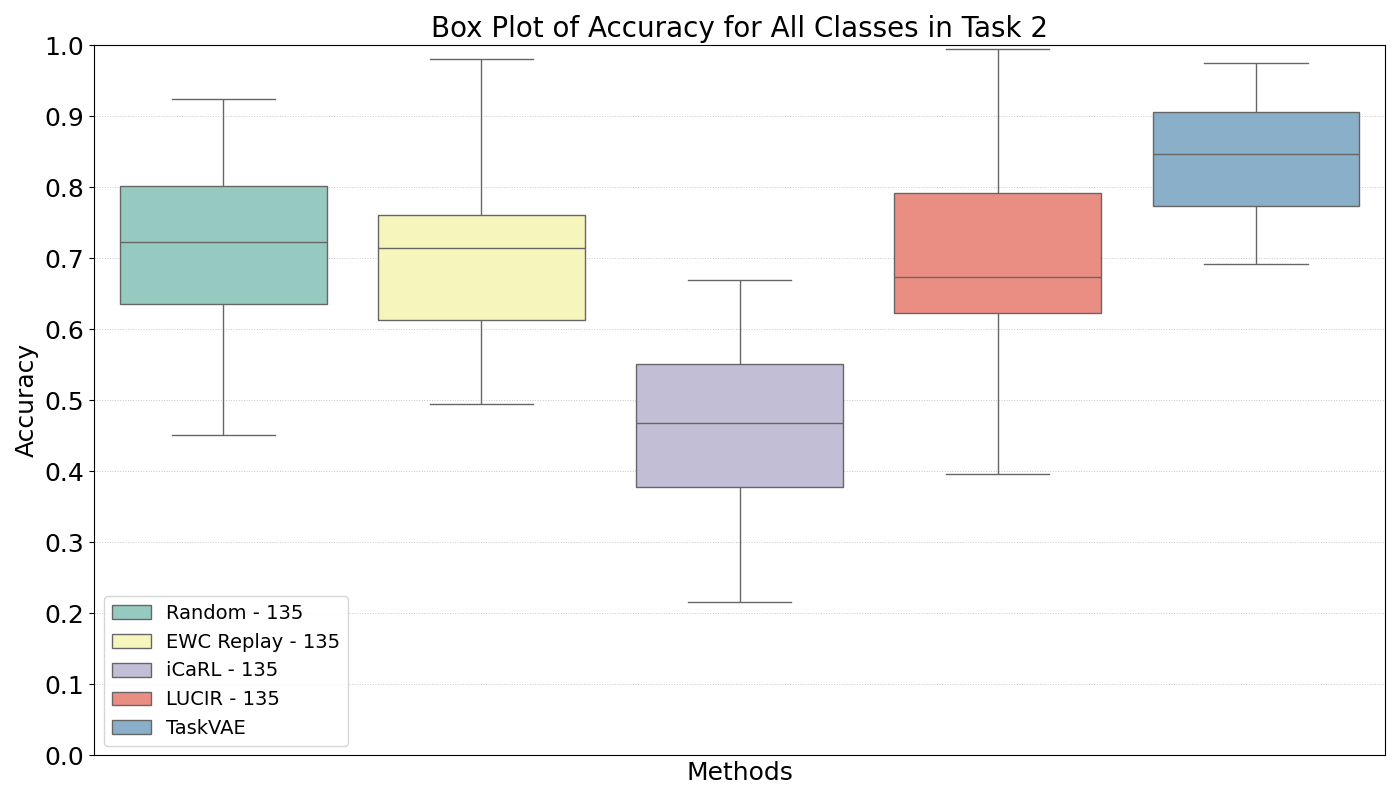 Box Plot of Accuracy for All Classes in Task 2
1.0
0.9
0.8
0.7
0.6
0.5
0.4
0.3
0.2
0.1
0.0
Accuracy
Random - 135
EWC Replay - 135
iCaRL - 135
LUCIR - 135
TaskVAE
Methods